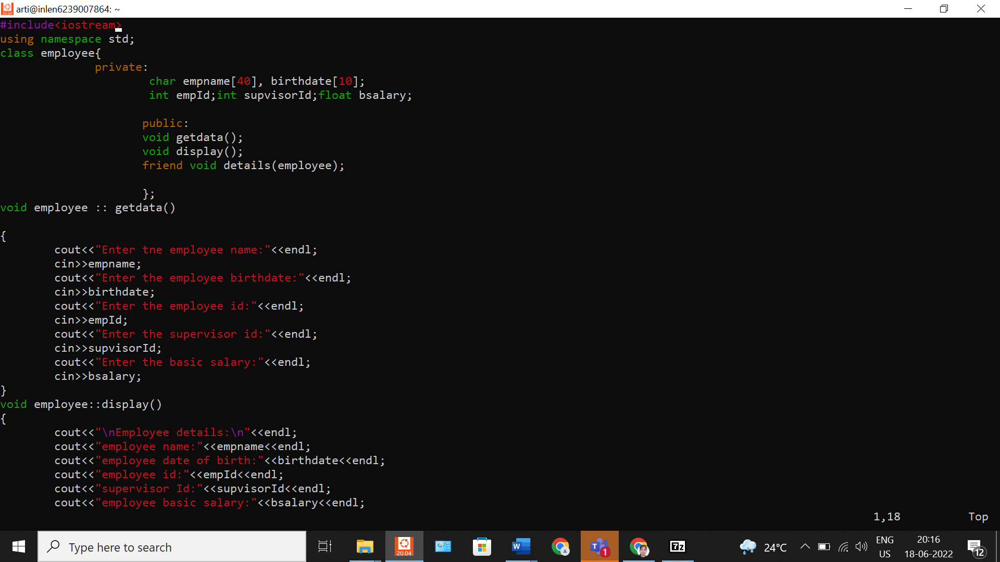 arti@inlen6239007864: ~
#include<iostream>
using namespace std;
class employee{
private:
char empname[40], birthdate[10];
int empId;int supvisorId;float bsalary;
public:
void getdata();
void display();
friend void details(employee);
};
void employee :: getdata()
{
cout<<"Enter tne employee name:"<<endl;
cin>>empname;
cout<<"Enter the employee birthdate:"<<endl;
cin>>birthdate;
cout<<"Enter the employee id:"<<endl;
cin>>empId;
cout<<"Enter the supervisor id:"<<endl;
cin>>supvisorId;
cout<<"Enter the basic salary:"<<endl;
cin>>bsalary;
}
void employee::display()
{
cout<<"\nEmployee details:\n"<<endl;
cout<<"employee name:"<<empname<<endl;
cout<<"employee date of birth:"<<birthdate<<endl;
cout<<"employee id:"<<empId<<endl;
cout<<"supervisor Id:"<<supvisorId<<endl;
cout<<"employee basic salary:"<<bsalary<<endl;
1,18 Top
Type here to search
20.04
W
T
1
7z
24°C
ENG
US
20:16
18-06-2022
12